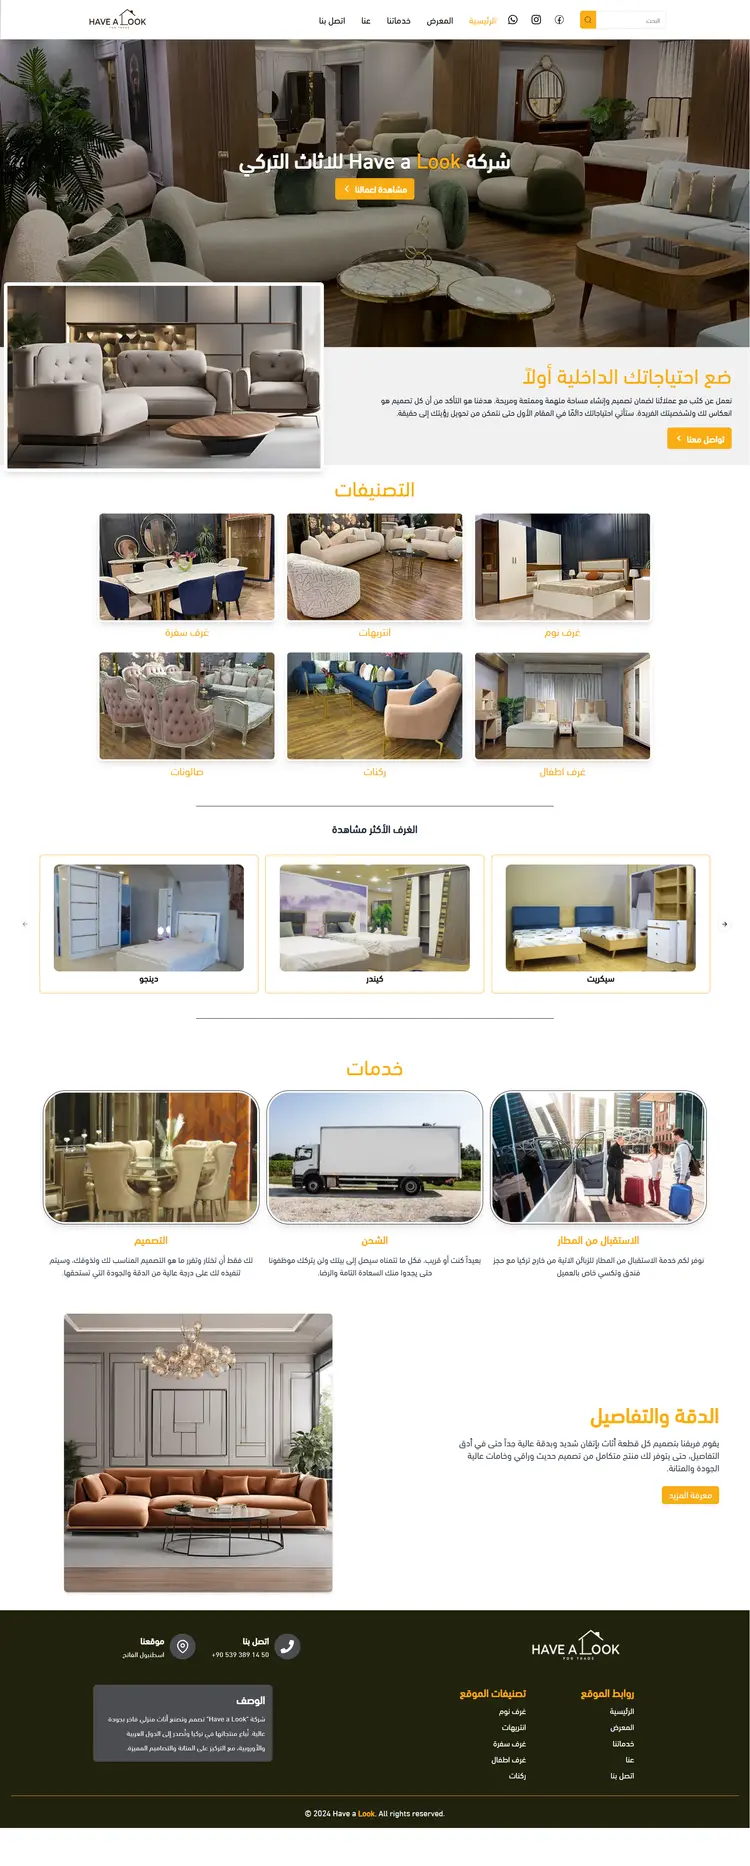 HAVE A LOOK
FOR TRADE
الرئيسية
المعرض
خدماتنا
عنا
اتصل بنا
البحث
شركة Have a Look للاثاث التركي
مشاهدة اعمالنا
ضع احتياجاتك الداخلية أولاً
نعمل عن كثب مع عملائنا لضمان تصميم وإنشاء مساحة ملهمة وممتعة ومريحة. هدفنا هو التأكد من أن كل تصميم هو
انعكاس لك ولشخصيتك الفريدة. ستأتي احتياجاتك دائمًا في المقام الأول حتى نتمكن من تحويل رؤيتك إلى حقيقة.
تواصل معنا
التصنيفات
غرف نوم
انتريهات
غرف سفرة
غرف اطفال
ركنات
صالونات
الغرف الأكثر مشاهدة
سيكريت
كيندر
دينجو
خدمات
الاستقبال من المطار
نوفر لكم خدمة الاستقبال من المطار للزبائن الاتية من خارج تركيا مع حجز
فندق وتكسي خاص بالعميل
الشحن
بعيداً كنت أو قريب، فكل ما تتمناه سيصل إلى بيتك ولن يتركك موظفونا
حتى يجدوا منك السعادة التامة والرضا.
التصميم
لك فقط أن تختار وتقرر ما هو التصميم المناسب لك ولذوقك، وسيتم
تنفيذه لك على درجة عالية من الدقة والجودة التي تستحقها.
الدقة والتفاصيل
يقوم فريقنا بتصميم كل قطعة أثاث بإتقان شديد وبدقة عالية جداً حتى في أدق
التفاصيل، حتى يتوفر لك منتج متكامل من تصميم حديث وراقي وخامات عالية
الجودة والمتانة.
معرفة المزيد
HAVE A LOOK
FOR TRADE
اتصل بنا
+90 539 389 14 50
موقعنا
اسطنبول الفاتح
روابط الموقع
الرئيسية
المعرض
خدماتنا
عنا
اتصل بنا
تصنيفات الموقع
غرف نوم
انتريهات
غرف سفرة
غرف اطفال
ركنات
الوصف
شركة "Have a Look" تصمم وتصنع أثاث منزلي فاخر بجودة
عالية. تُباع منتجاتها في تركيا وتُصدر إلى الدول العربية
والأوروبية، مع التركيز على المتانة والتصاميم المميزة.
© 2024 Have a Look. All rights reserved.